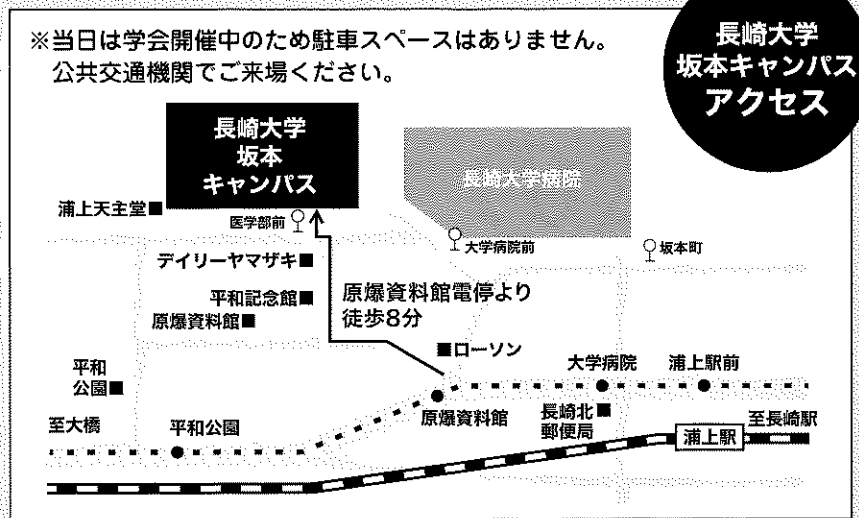 ※当日は学会開催中のため駐車スペースはありません。
公共交通機関でご来場ください。
長崎大学
坂本キャンパス
アクセス
長崎大学
坂本
キャンパス
長崎大学病院
浦上天主堂■
医学部前
大学病院前
坂本町
デイリーヤマザキ■
平和記念館■
原爆資料館■
原爆資料館電停より
徒歩8分
■ローソン
平和
公園■
大学病院
浦上駅前
至大橋
平和公園
原爆資料館
長崎北■
郵便局
浦上駅
至長崎駅